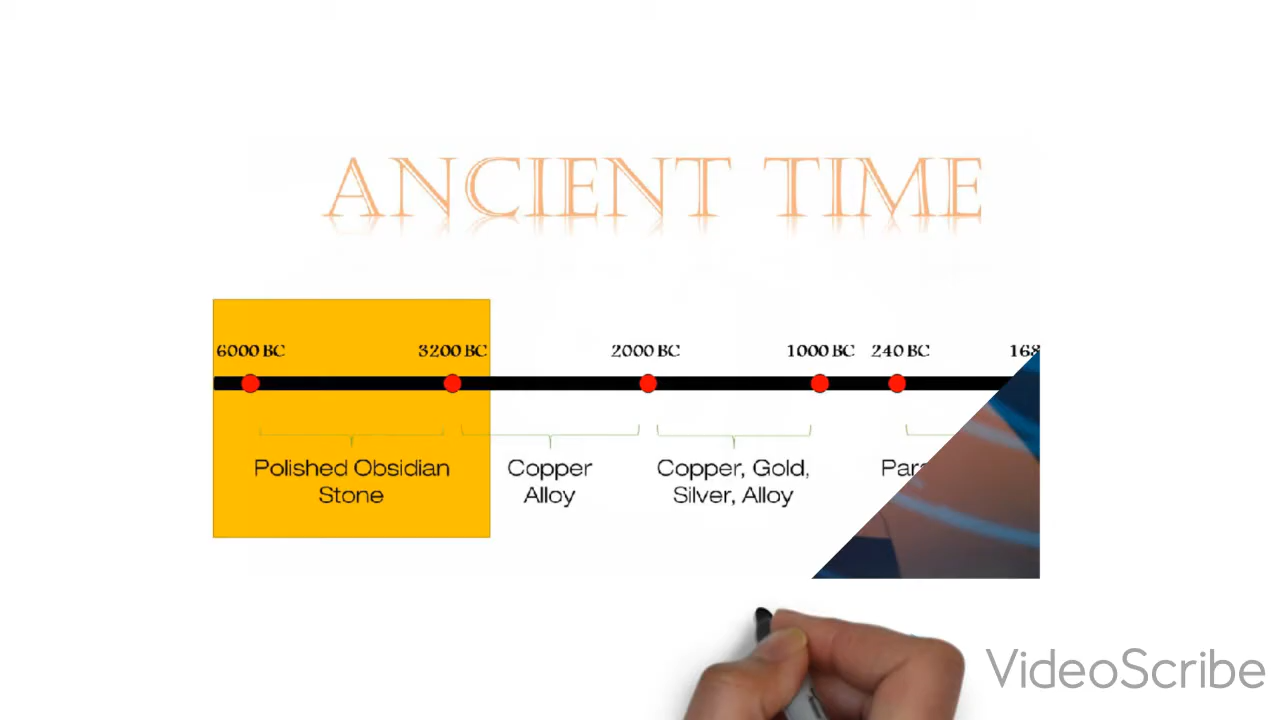 ANCIENT TIME
6000 BC 3200 BC 2000 BC 1000 BC 240 BC
Polished Obsidian Stone
Copper Alloy
Copper, Gold, Silver, Alloy
VideoScribe